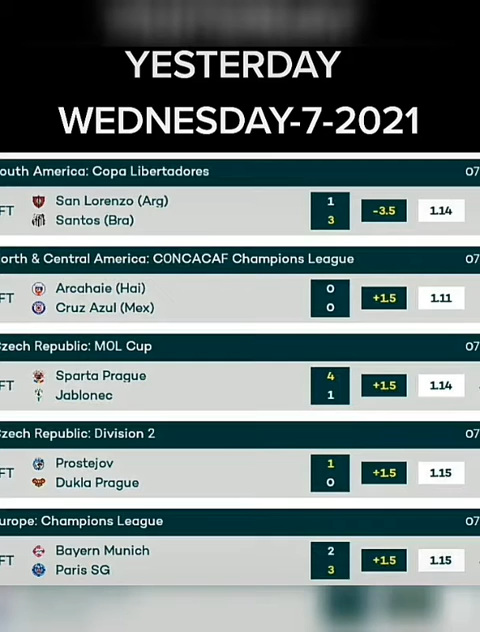 YESTERDAY
WEDNESDAY-7-2021
outh America: Copa Libertadores 07
FT San Lorenzo (Arg) 1 -3.5 1.14
Santos (Bra) 3
orth & Central America: CONCACAF Champions League 07
FT Arcahaie (Hai) 0 +1.5 1.11
Cruz Azul (Mex) 0
zech Republic: MOL Cup 07
FT Sparta Prague 4 +1.5 1.14
Jablonec 1
zech Republic: Division 2 07
FT Prostejov 1 +1.5 1.15
Dukla Prague 0
urope: Champions League 07
FT Bayern Munich 2 +1.5 1.15
Paris SG 3